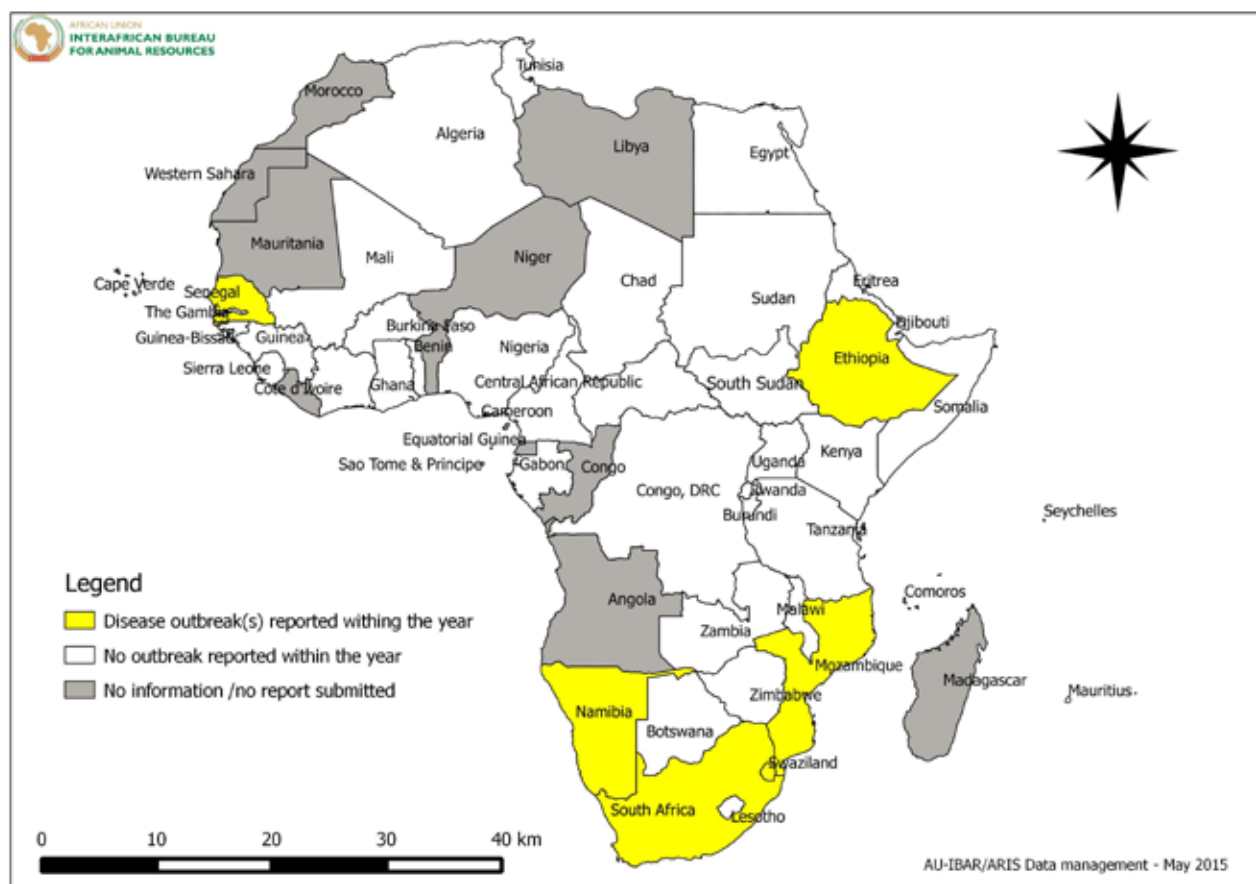 AFRICAN UNION
INTERAFRICAN BUREAU
FOR ANIMAL RESOURCES
Tunisia
Morocco
Algeria
Libya
Egypt
Western Sahara
Mauritania
Mali
Niger
Chad
Sudan
Eritrea
Cape Verde
Senegal
The Gambia
Guinea-Bissau
Guinea
Burkina Faso
Benin
Nigeria
Djibouti
Ethiopia
Sierra Leone
Cote d'Ivoire
Ghana
Central African Republic
South Sudan
Somalia
Cameroon
Equatorial Guinea
Sao Tome & Principe
Gabon
Congo
Congo, DRC
Uganda
Kenya
Rwanda
Burundi
Tanzania
Seychelles
Comoros
Angola
Zambia
Malawi
Mozambique
Madagascar
Mauritius
Zimbabwe
Namibia
Botswana
Swaziland
South Africa
Lesotho
Legend
Disease outbreak(s) reported withing the year
No outbreak reported within the year
No information /no report submitted
0 10 20 30 40 km
AU-IBAR/ARIS Data management - May 2015